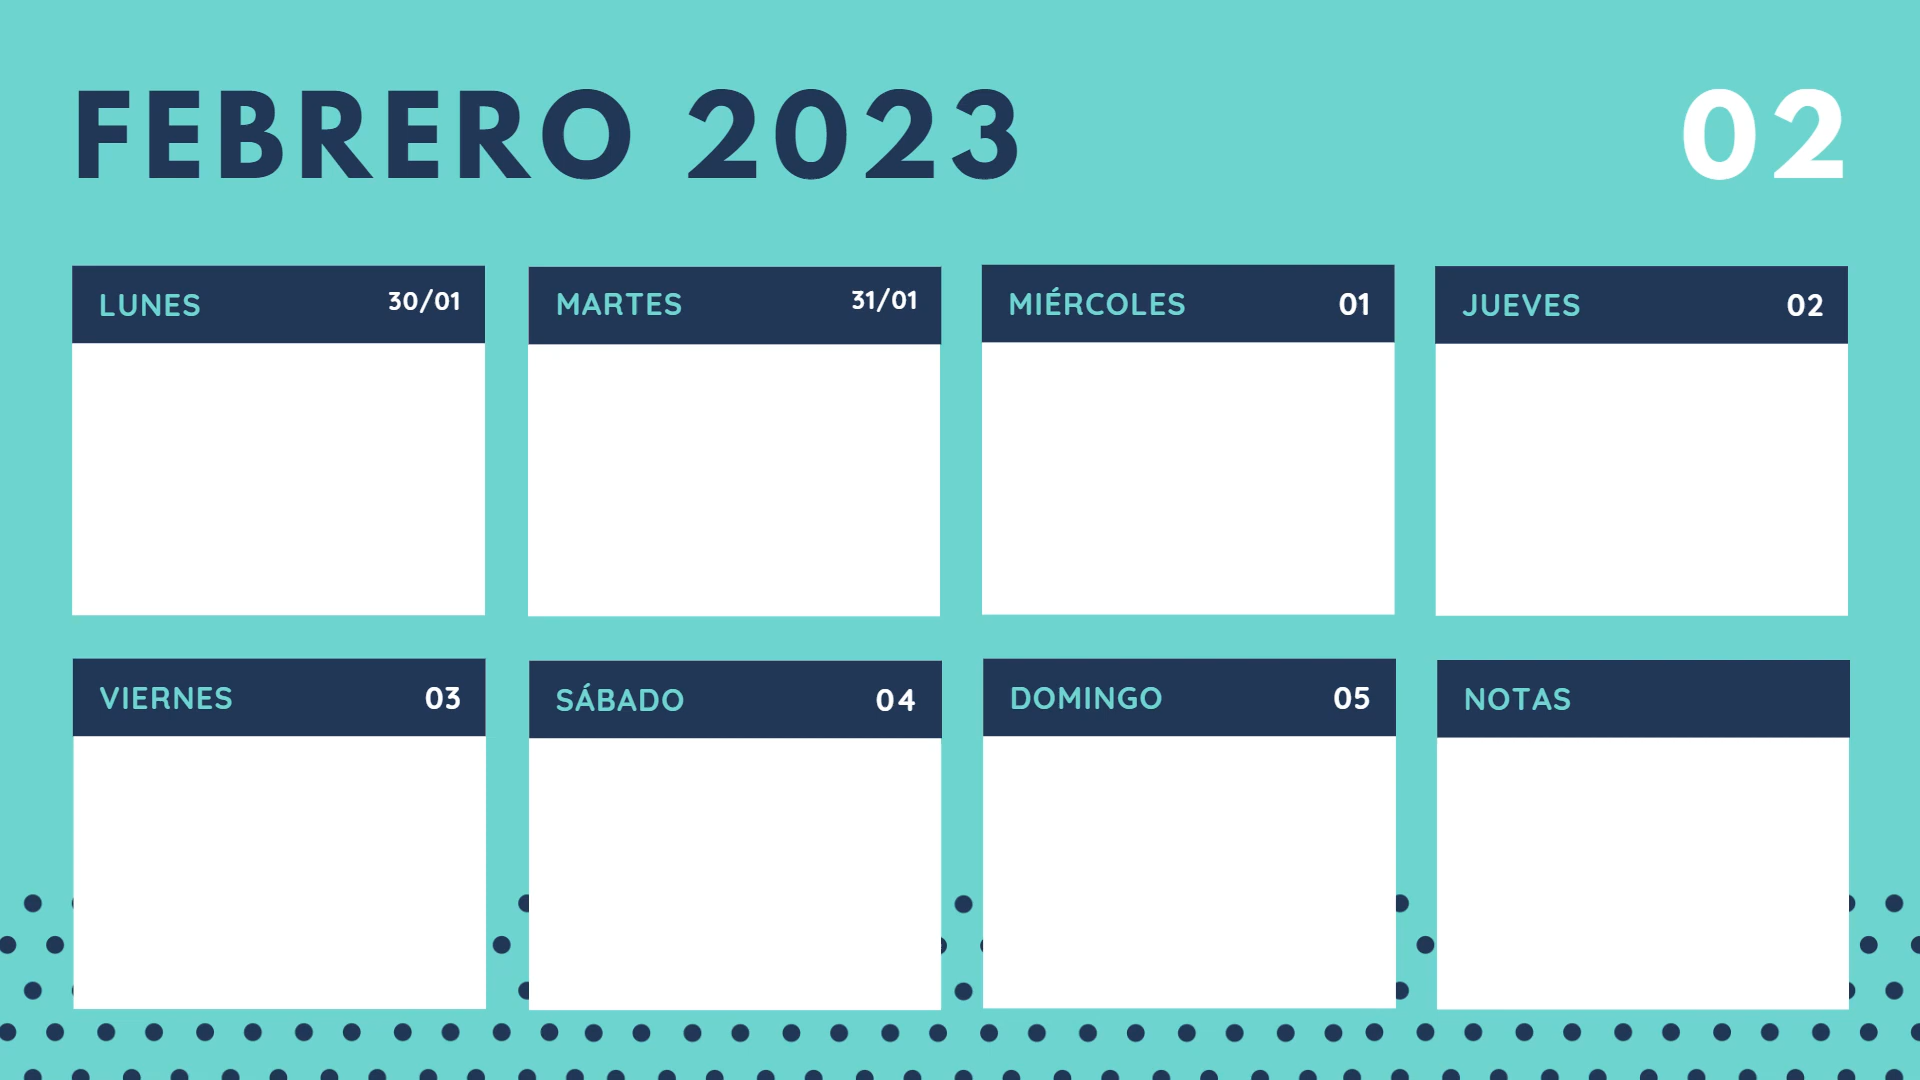 FEBRERO 2023 02
LUNES 30/01
MARTES 31/01
MIÉRCOLES 01
JUEVES 02
VIERNES 03
SÁBADO 04
DOMINGO 05
NOTAS